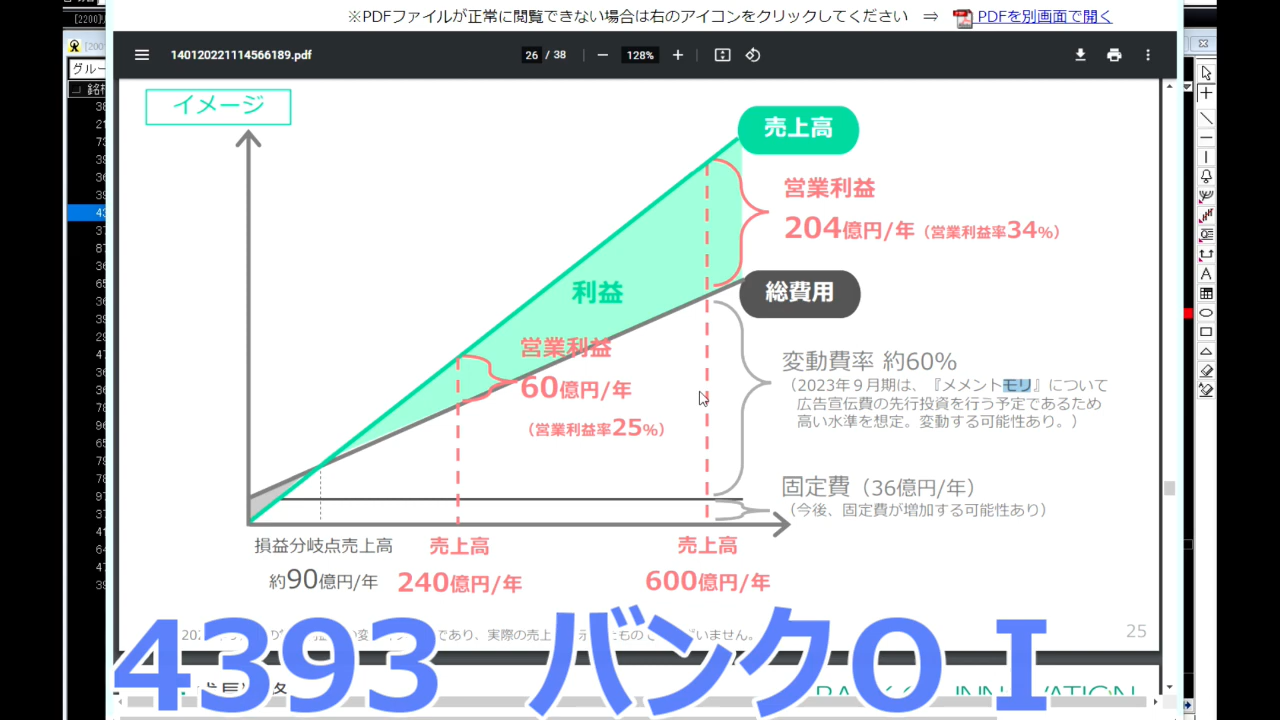 ※PDFファイルが正常に閲覧できない場合は右のアイコンをクリックしてください ⇒ PDFを別画面で開く
140120221114566189.pdf
26 / 38
128%
グルー
イメージ
売上高
営業利益
204億円/年（営業利益率34%）
利益
総費用
営業利益
60億円/年
（営業利益率25%）
変動費率 約60%
（2023年９月期は、『メメントモリ』について
広告宣伝費の先行投資を行う予定であるため
高い水準を想定。変動する可能性あり。）
固定費（36億円/年）
（今後、固定費が増加する可能性あり）
損益分岐点売上高
約90億円/年
売上高
240億円/年
売上高
600億円/年
25
4393 バンクOI